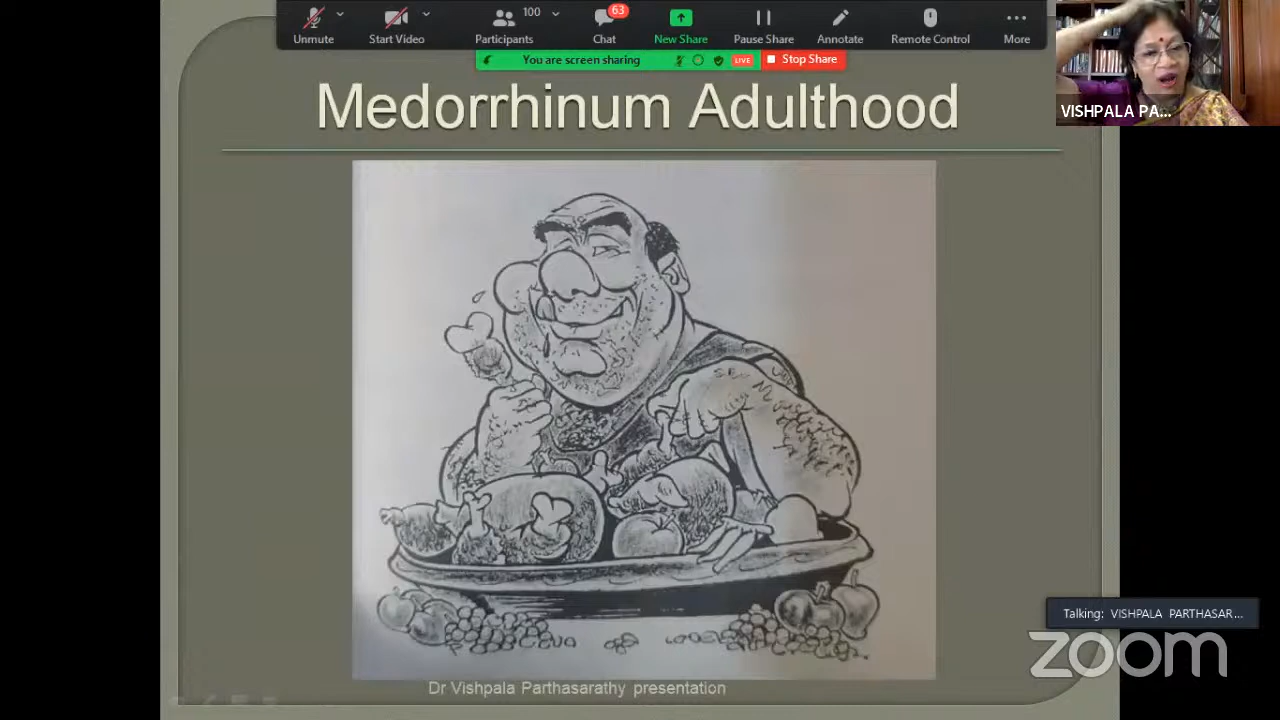 100
63
Unmute
Start Video
Participants
Chat
New Share
Pause Share
Annotate
Remote Control
More
You are screen sharing
LIVE
Stop Share
VISHPALA PA...
Medorrhinum Adulthood
Talking: VISHPALA PARTHASAR...
zoom
Dr Vishpala Parthasarathy presentation